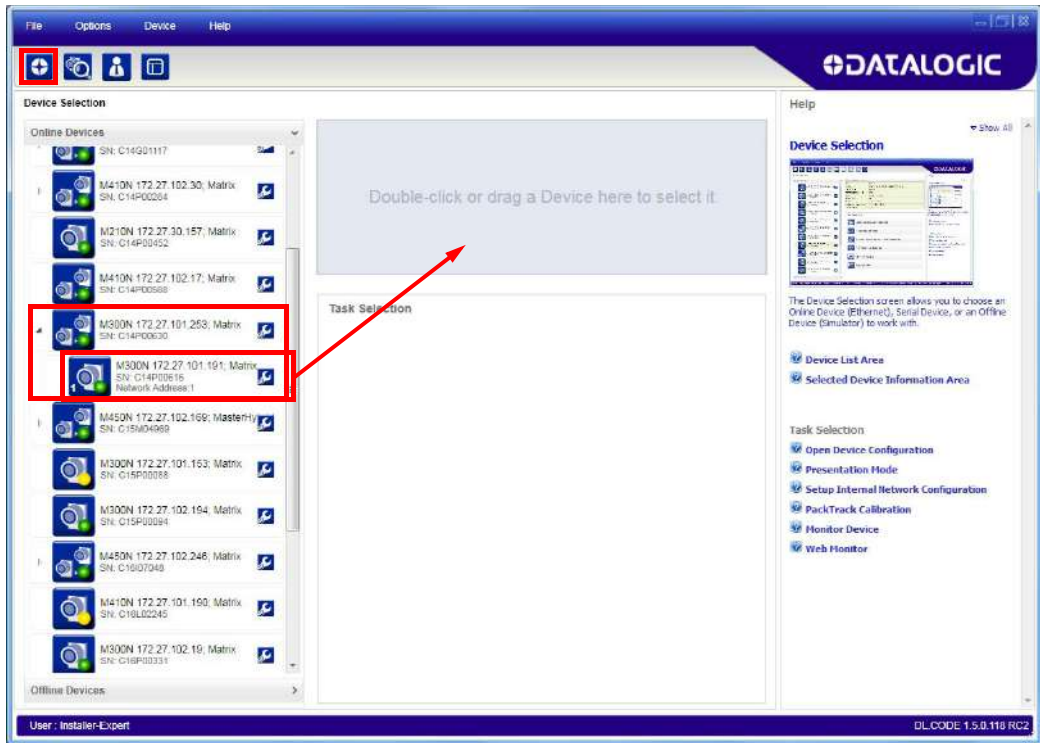 File Options Device Help
DATALOGIC
Device Selection
Online Devices
SN: C14G01117
M410N 172.27.102.30; Matrix
SN: C14P00264
M210N 172.27.30.157; Matrix
SN: C14P00452
M410N 172.27.102.17; Matrix
SN: C14P00588
M300N 172.27.101.253; Matrix
SN: C14P00630
M300N 172.27.101.191; Matrix
SN: C14P00616
Network Address:1
1
M450N 172.27.102.169; MasterHy
SN: C15M04969
M300N 172.27.101.153; Matrix
SN: C15P00088
M300N 172.27.102.194; Matrix
SN: C15P00094
M450N 172.27.102.246; Matrix
SN: C16I07048
M410N 172.27.101.190; Matrix
SN: C16L02245
M300N 172.27.102.19; Matrix
SN: C16P00331
Offline Devices
Double-click or drag a Device here to select it
Task Selection
Help
Show All
Device Selection
The Device Selection screen allows you to choose an
Online Device (Ethernet), Serial Device, or an Offline
Device (Simulator) to work with.
Device List Area
Selected Device Information Area
Task Selection
Open Device Configuration
Presentation Mode
Setup Internal Network Configuration
PackTrack Calibration
Monitor Device
Web Monitor
User : Installer-Expert
DL.CODE 1.5.0.118 RC2